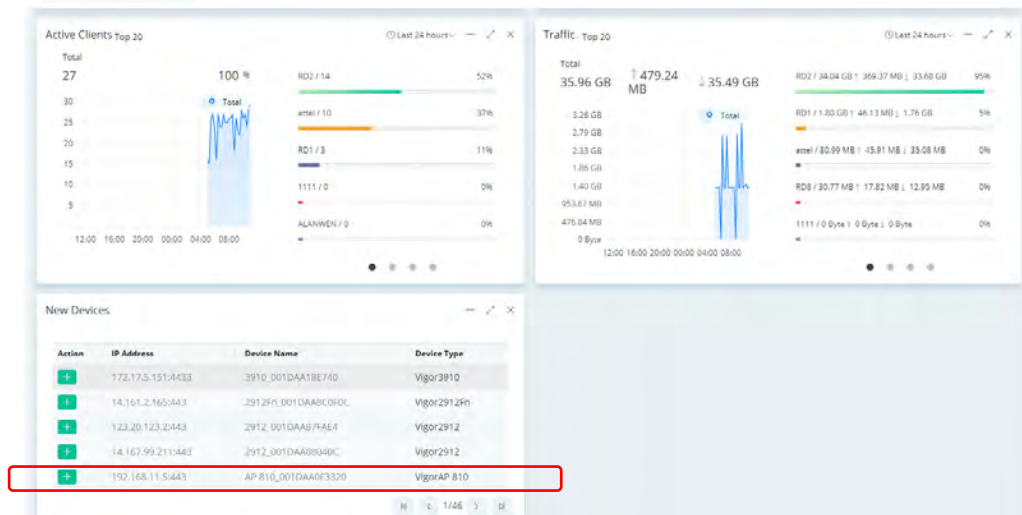 Active Clients Top 20
Last 24 hours
Total
27
100 %
30
25
20
15
10
5
Total
12:00 16:00 20:00 00:00 04:00 08:00
RD2 / 14 52%
attel / 10 37%
RD1 / 3 11%
1111 / 0 0%
ALANWEN / 0 0%
Traffic Top 20
Last 24 hours
Total
35.96 GB ↑ 479.24 MB ↓ 35.49 GB
3.26 GB
2.79 GB
2.33 GB
1.86 GB
1.40 GB
953.67 MB
476.84 MB
0 Byte
Total
12:00 16:00 20:00 00:00 04:00 08:00
RD2 / 34.04 GB ↑ 369.37 MB ↓ 33.68 GB 95%
RD1 / 1.80 GB ↑ 46.13 MB ↓ 1.76 GB 5%
attel / 80.99 MB ↑ 45.91 MB ↓ 35.08 MB 0%
RD8 / 30.77 MB ↑ 17.82 MB ↓ 12.95 MB 0%
1111 / 0 Byte ↑ 0 Byte ↓ 0 Byte 0%
New Devices
Action IP Address Device Name Device Type
+ 172.17.5.151:4433 3910_001DAA18E740 Vigor3910
+ 14.161.2.165:443 2912Fn_001DAABC0F0C Vigor2912Fn
+ 123.20.123.2:443 2912_001DAAB7FAE4 Vigor2912
+ 14.167.99.211:443 2912_001DAA88040C Vigor2912
+ 192.168.11.5:443 AP 810_001DAA0F3320 VigorAP 810
1/46